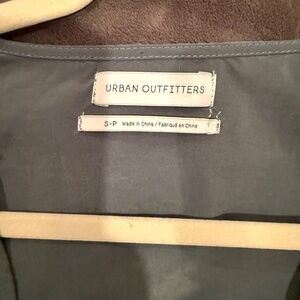 URBAN OUTFITTERS
S-P Made in China / Fabriqué en Chine